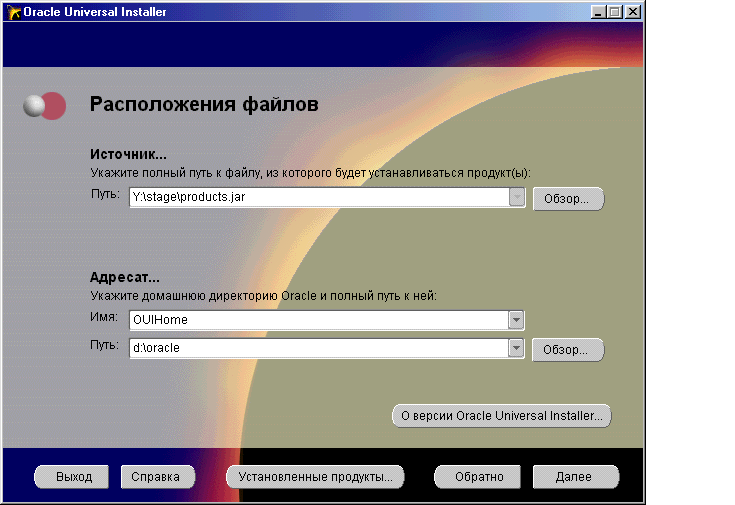 Oracle Universal Installer
Расположения файлов
Источник...
Укажите полный путь к файлу, из которого будет устанавливаться продукт(ы):
Путь: Y:\stage\products.jar Обзор...
Адресат...
Укажите домашнюю директорию Oracle и полный путь к ней:
Имя: OUIHome
Путь: d:\oracle Обзор...
О версии Oracle Universal Installer...
Выход Справка Установленные продукты... Обратно Далее